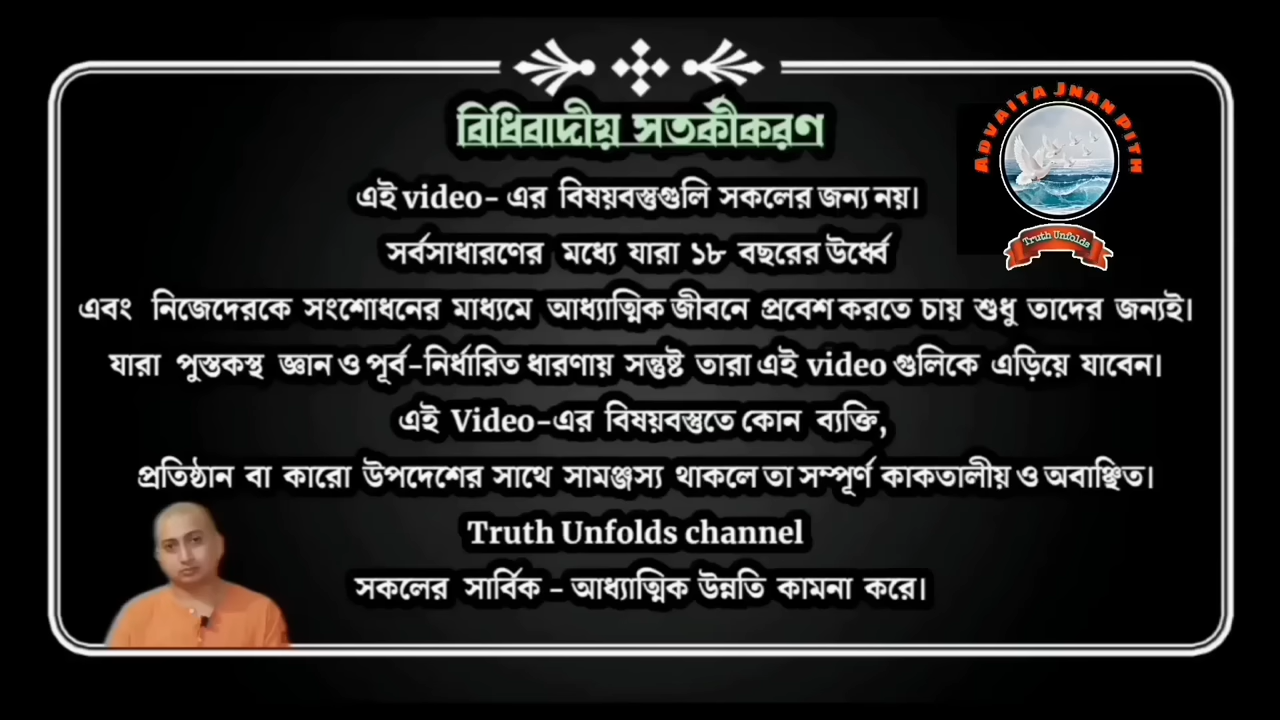 বিধিবাদীয় সতর্কীকরণ
ADVAITA JNAN PITH
Truth Unfolds
এই video- এর বিষয়বস্তুগুলি সকলের জন্য নয়।
সর্বসাধারণের মধ্যে যারা ১৮ বছরের উর্ধ্বে
এবং নিজেদেরকে সংশোধনের মাধ্যমে আধ্যাত্মিক জীবনে প্রবেশ করতে চায় শুধু তাদের জন্যই।
যারা পুস্তকস্থ জ্ঞান ও পূর্ব-নির্ধারিত ধারণায় সন্তুষ্ট তারা এই video গুলিকে এড়িয়ে যাবেন।
এই Video-এর বিষয়বস্তুতে কোন ব্যক্তি,
প্রতিষ্ঠান বা কারো উপদেশের সাথে সামঞ্জস্য থাকলে তা সম্পূর্ণ কাকতালীয় ও অবাঞ্ছিত।
Truth Unfolds channel
সকলের সার্বিক - আধ্যাত্মিক উন্নতি কামনা করে।